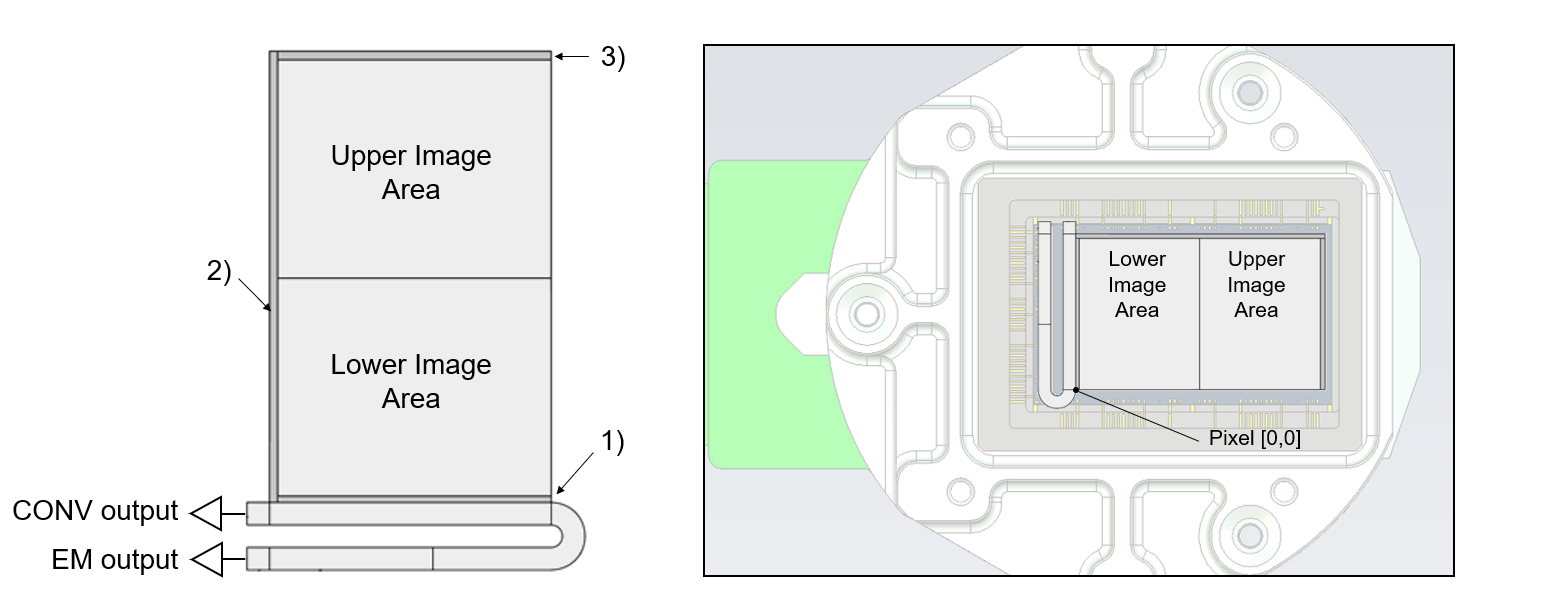 3)
Upper Image
Area
2)
Lower Image
Area
1)
CONV output
EM output
Lower
Image
Area
Upper
Image
Area
Pixel [0,0]